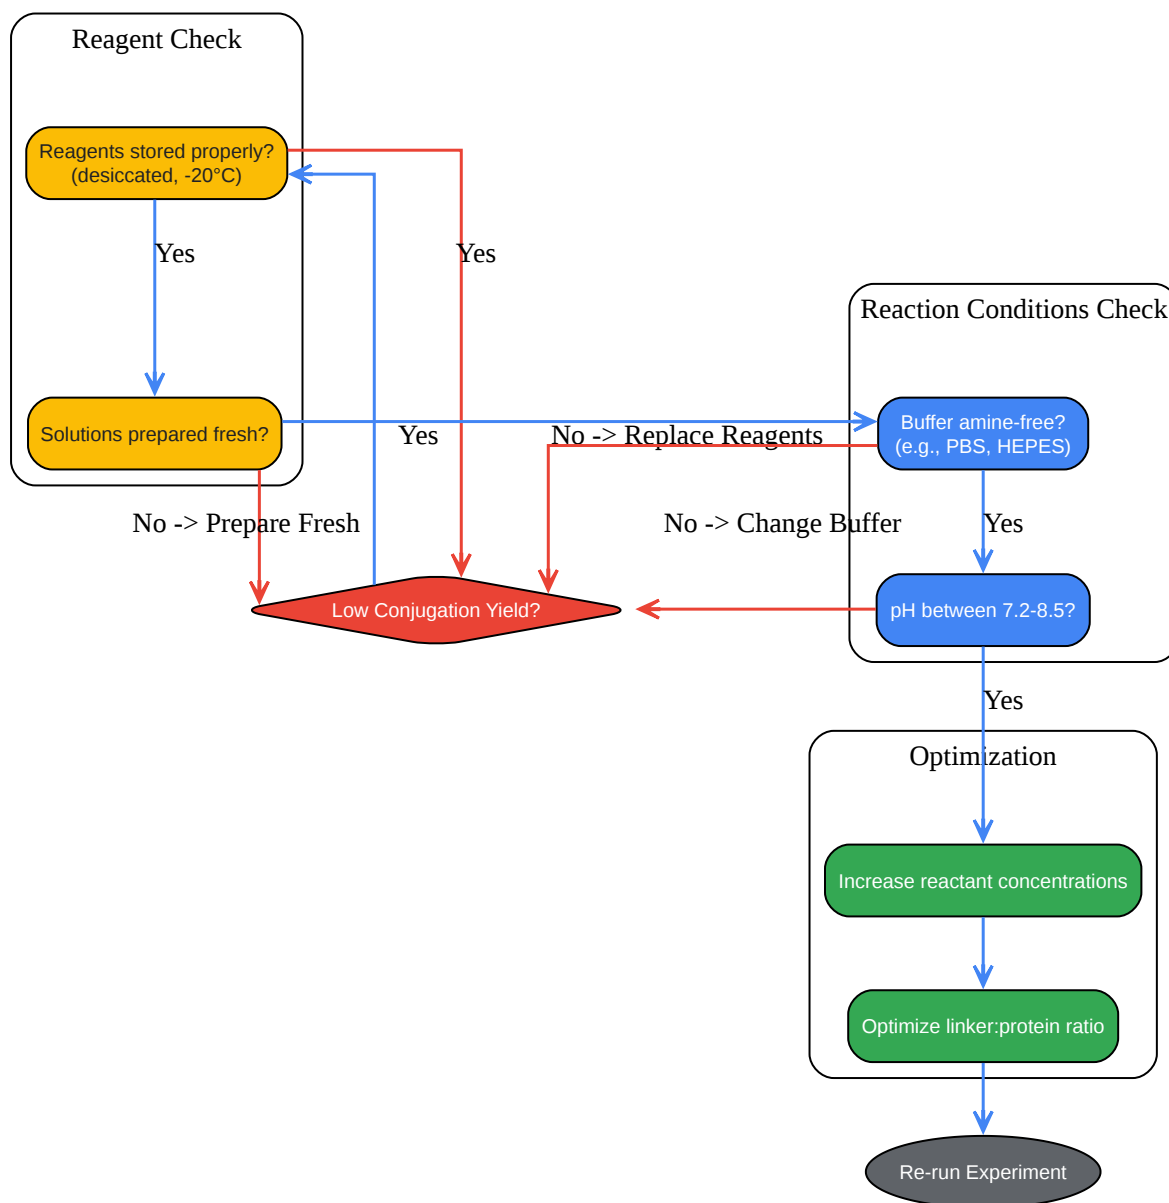 Reagent Check
Reagents stored properly?
(desiccated, -20°C)
Yes
Yes
Reaction Conditions Check
Solutions prepared fresh?
Yes
No -> Replace Reagents
Buffer amine-free?
(e.g., PBS, HEPES)
No -> Prepare Fresh
No -> Change Buffer
Yes
Low Conjugation Yield?
pH between 7.2-8.5?
Yes
Optimization
Increase reactant concentrations
Optimize linker:protein ratio
Re-run Experiment